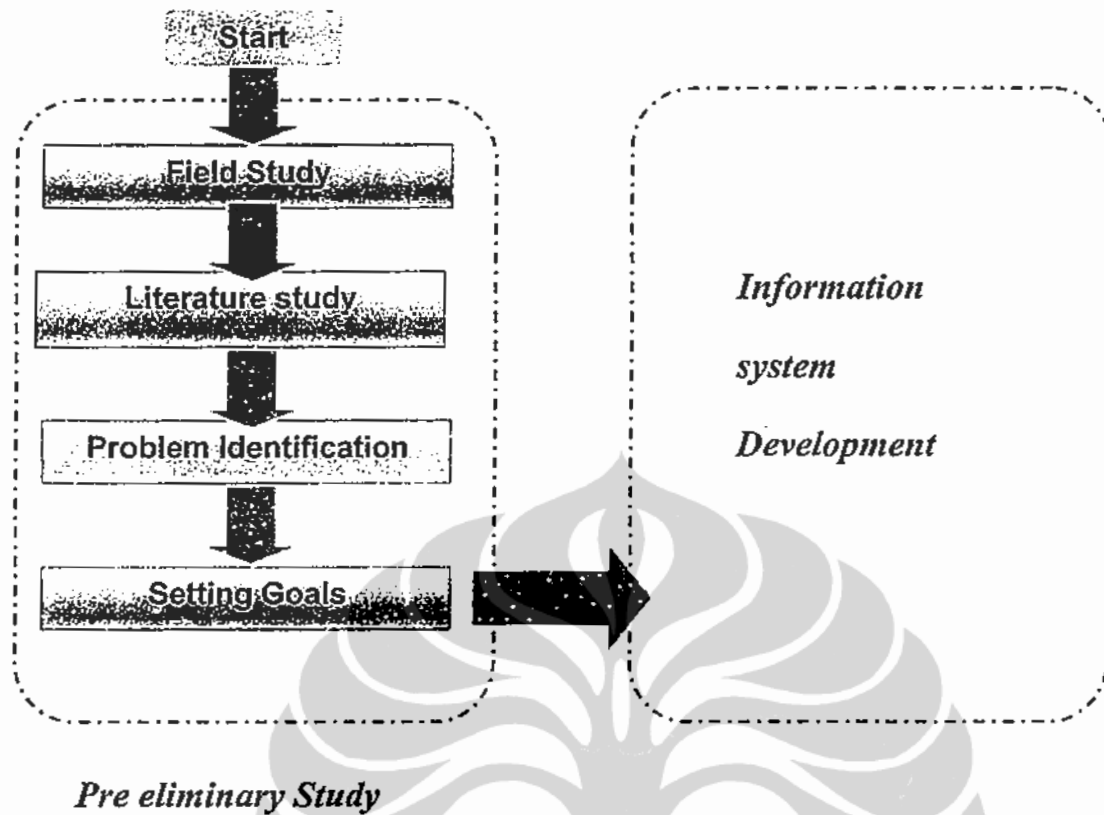 Start
Field Study
Literature study
Problem Identification
Setting Goals
Information
system
Development
Pre eliminary Study